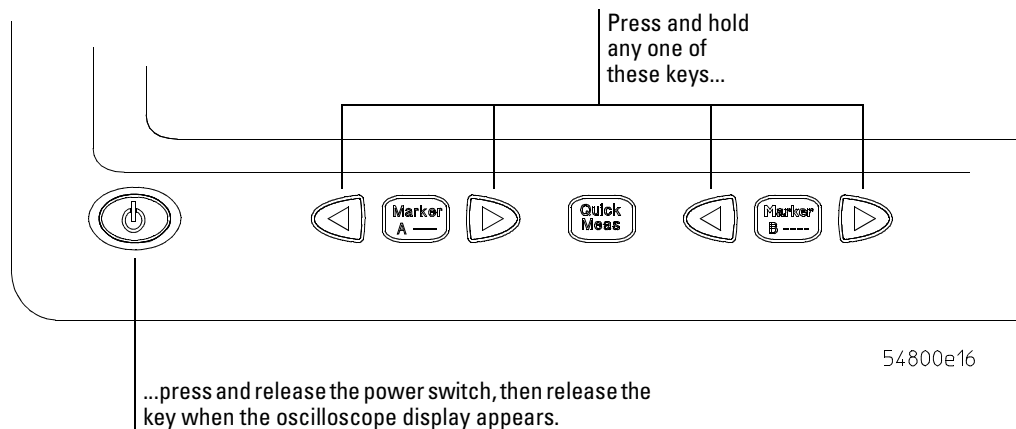 Press and hold
any one of
these keys...
Marker
A —
Quick
Meas
Marker
B ----
54800e16
...press and release the power switch, then release the
key when the oscilloscope display appears.